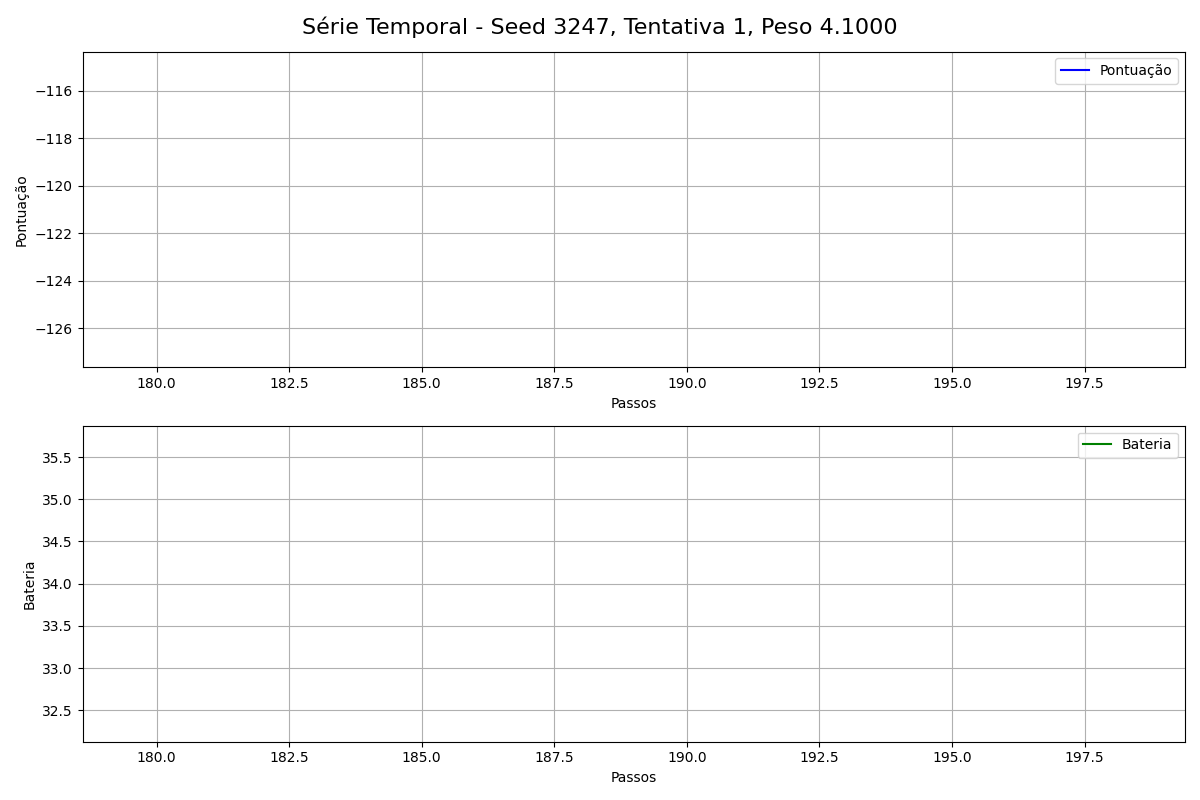 Série Temporal - Seed 3247, Tentativa 1, Peso 4.1000
Pontuação
−116
−118
−120
−122
−124
−126
Pontuação
180.0 182.5 185.0 187.5 190.0 192.5 195.0 197.5
Passos
Bateria
35.5
35.0
34.5
34.0
33.5
33.0
32.5
Bateria
180.0 182.5 185.0 187.5 190.0 192.5 195.0 197.5
Passos